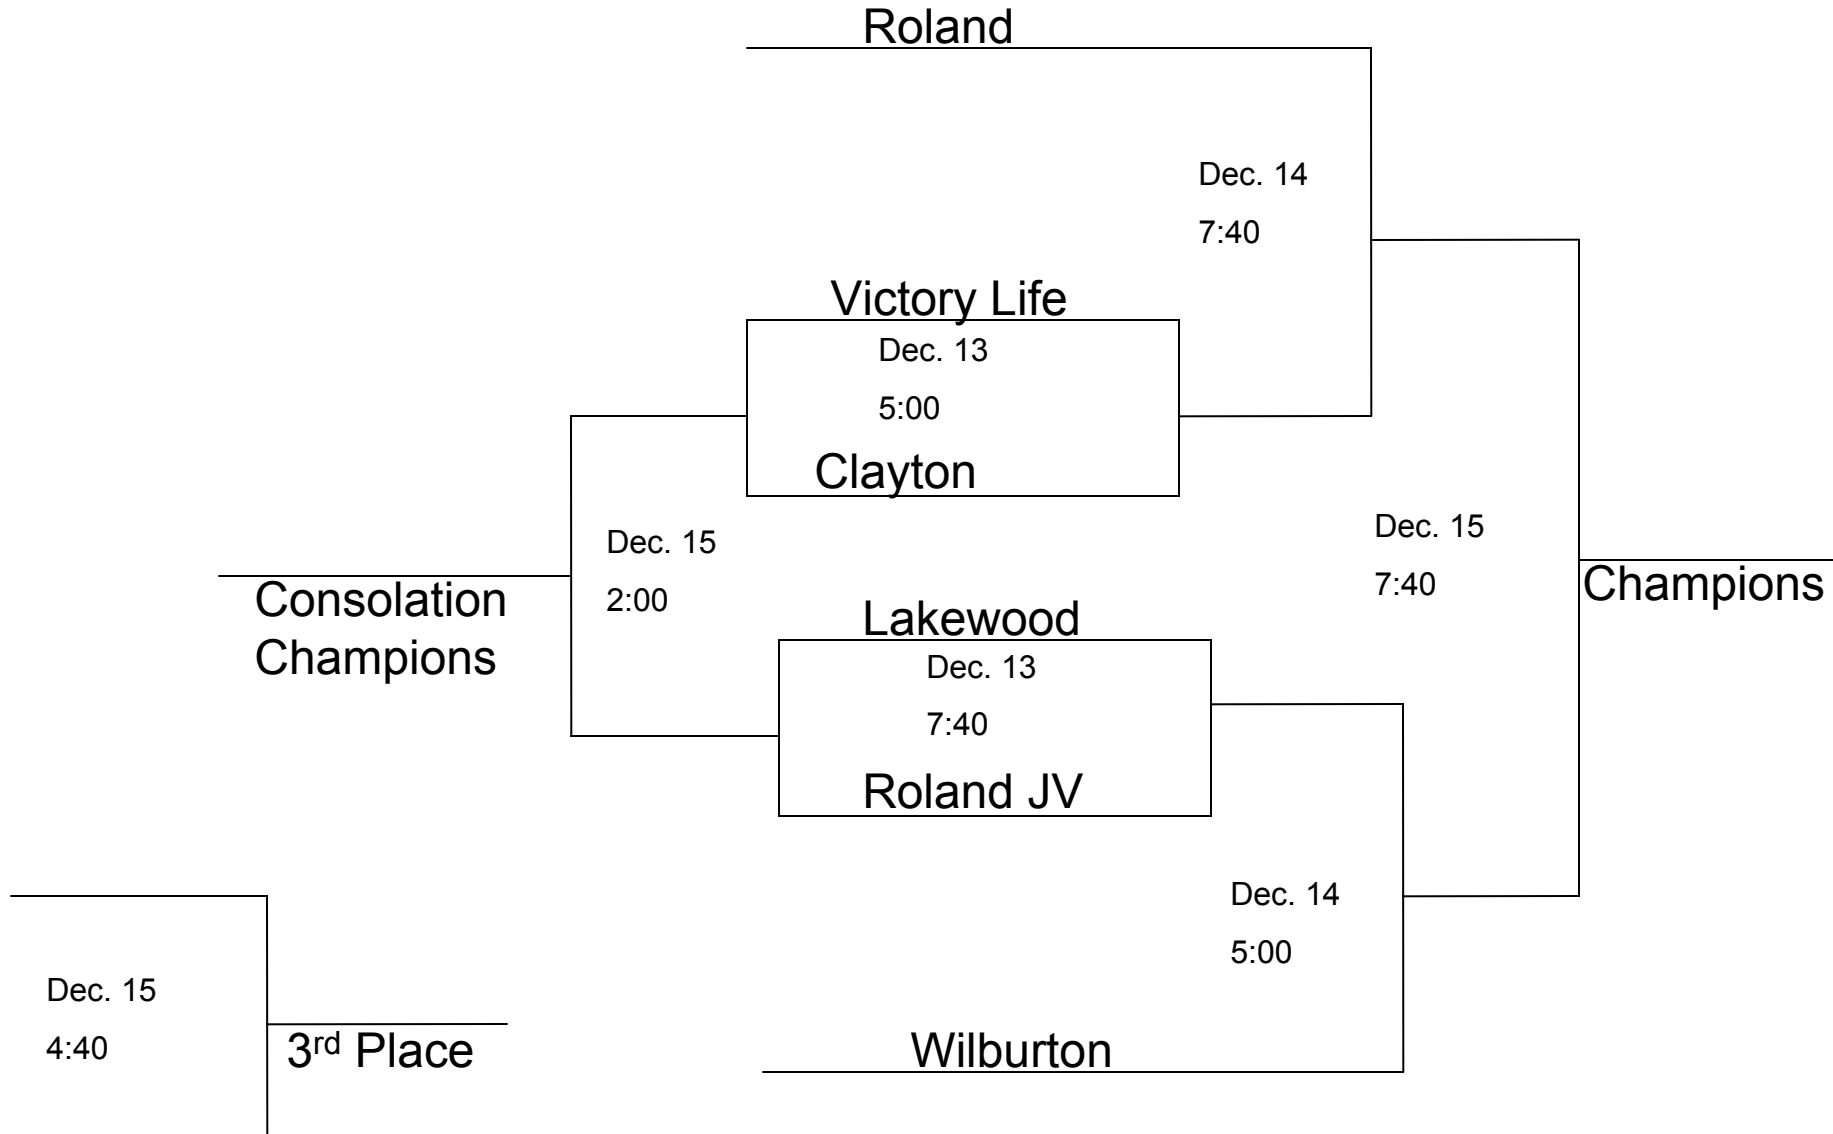 Roland
Dec. 14
7:40
Victory Life
Dec. 13
5:00
Clayton
Dec. 15
2:00
Consolation
Champions
Dec. 15
7:40
Champions
Lakewood
Dec. 13
7:40
Roland JV
Dec. 14
5:00
Wilburton
Dec. 15
4:40
3rd Place